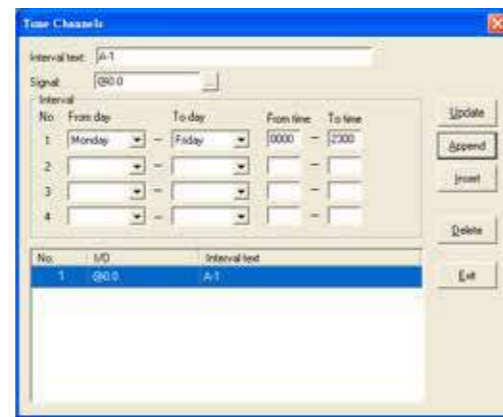 Time Channels
Interval text: A-1
Signal: @0.0 ...
Interval
No From day To day From time To time
1 Monday - Friday 0000 - 2300
2 - -
3 - -
4 - -
Update
Append
Insert
Delete
Exit
No. I/O Interval text
1 @0.0 A-1